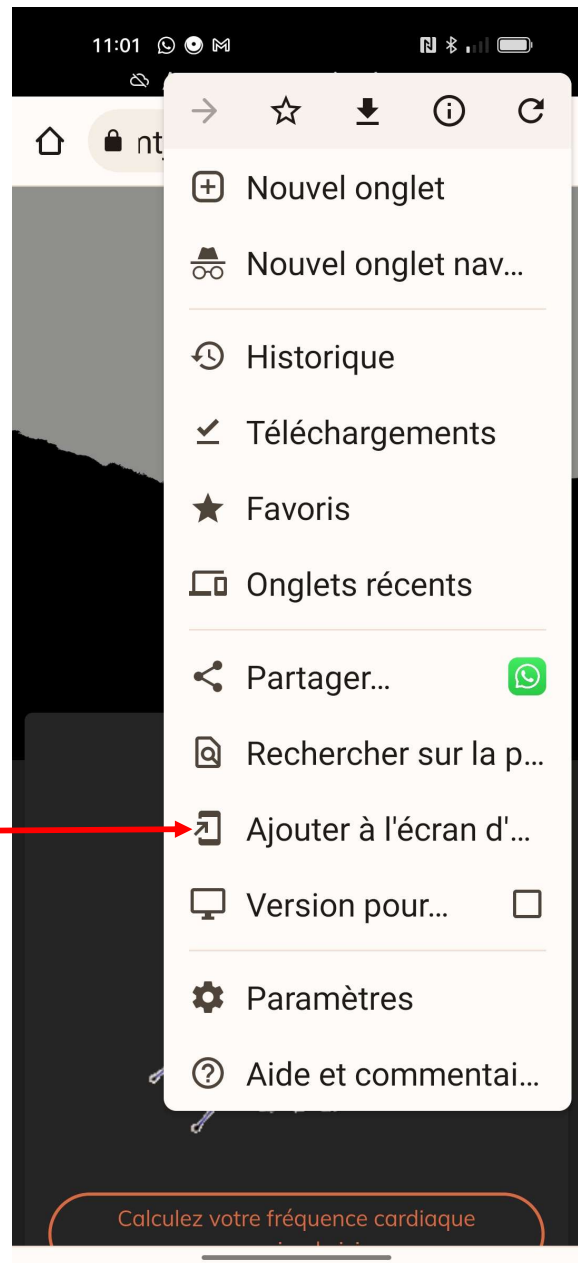 11:01
nt
Nouvel onglet
Nouvel onglet nav...
Historique
Téléchargements
Favoris
Onglets récents
Partager...
Rechercher sur la p...
Ajouter à l'écran d'...
Version pour...
Paramètres
Aide et commentai...
Calculez votre fréquence cardiaque